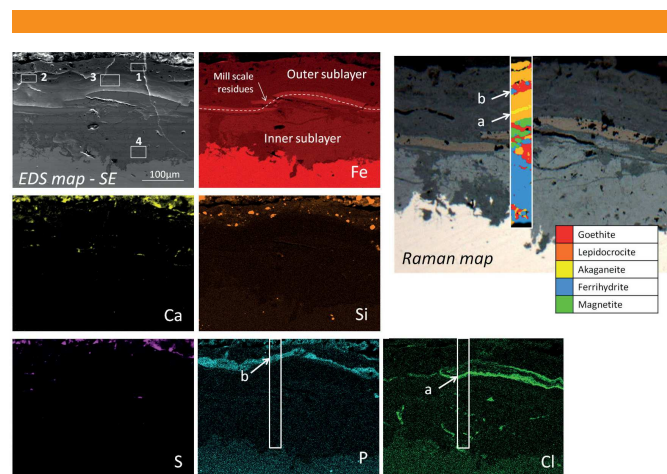 2
3
1
4
EDS map - SE
100µm
Mill scale
residues
Outer sublayer
Inner sublayer
Fe
b
a
Raman map
Goethite
Lepidocrocite
Akaganeite
Ferrihydrite
Magnetite
Ca
Si
S
b
P
a
Cl